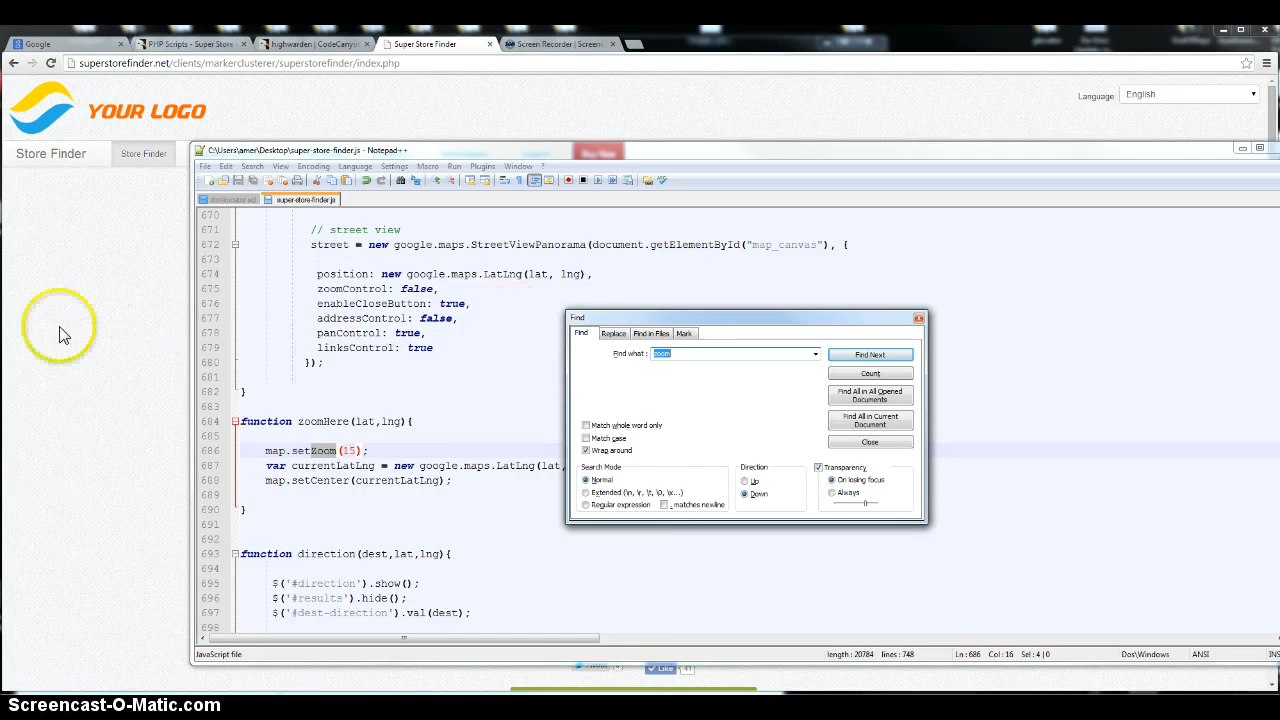 Google
PHP Scripts - Super Store
highwarden | CodeCanyon
Super Store Finder
Screen Recorder | Screenc
superstorefinder.net/clients/markerclusterer/superstorefinder/index.php
YOUR LOGO
Language:
English
Store Finder
Store Finder
C:\Users\amer\Desktop\super-store-finder.js - Notepad++
File Edit Search View Encoding Language Settings Macro Run Plugins Window ?
super-store-finder.js
670
671 // street view
672 street = new google.maps.StreetViewPanorama(document.getElementById("map_canvas"), {
673
674 position: new google.maps.LatLng(lat, lng),
675 zoomControl: false,
676 enableCloseButton: true,
677 addressControl: false,
678 panControl: true,
679 linksControl: true
680 });
681
682 }
683
684 function zoomHere(lat,lng){
685
686 map.setZoom(15);
687 var currentLatLng = new google.maps.LatLng(lat,
688 map.setCenter(currentLatLng);
689
690 }
691
692
693 function direction(dest,lat,lng){
694
695 $('#direction').show();
696 $('#results').hide();
697 $('#dest-direction').val(dest);
698
Find
Find Replace Find in Files Mark
Find what : zoom
Find Next
Count
Find All in All Opened Documents
Find All in Current Document
Close
Match whole word only
Match case
Wrap around
Search Mode
Normal
Extended (\n, \r, \t, \0, \x...)
Regular expression
. matches newline
Direction
Up
Down
Transparency
On losing focus
Always
JavaScript file
length : 20784 lines : 748
Ln : 686 Col : 16 Sel : 4 | 0
Dos\Windows
ANSI
INS
Tweet
Like
41
Screencast-O-Matic.com